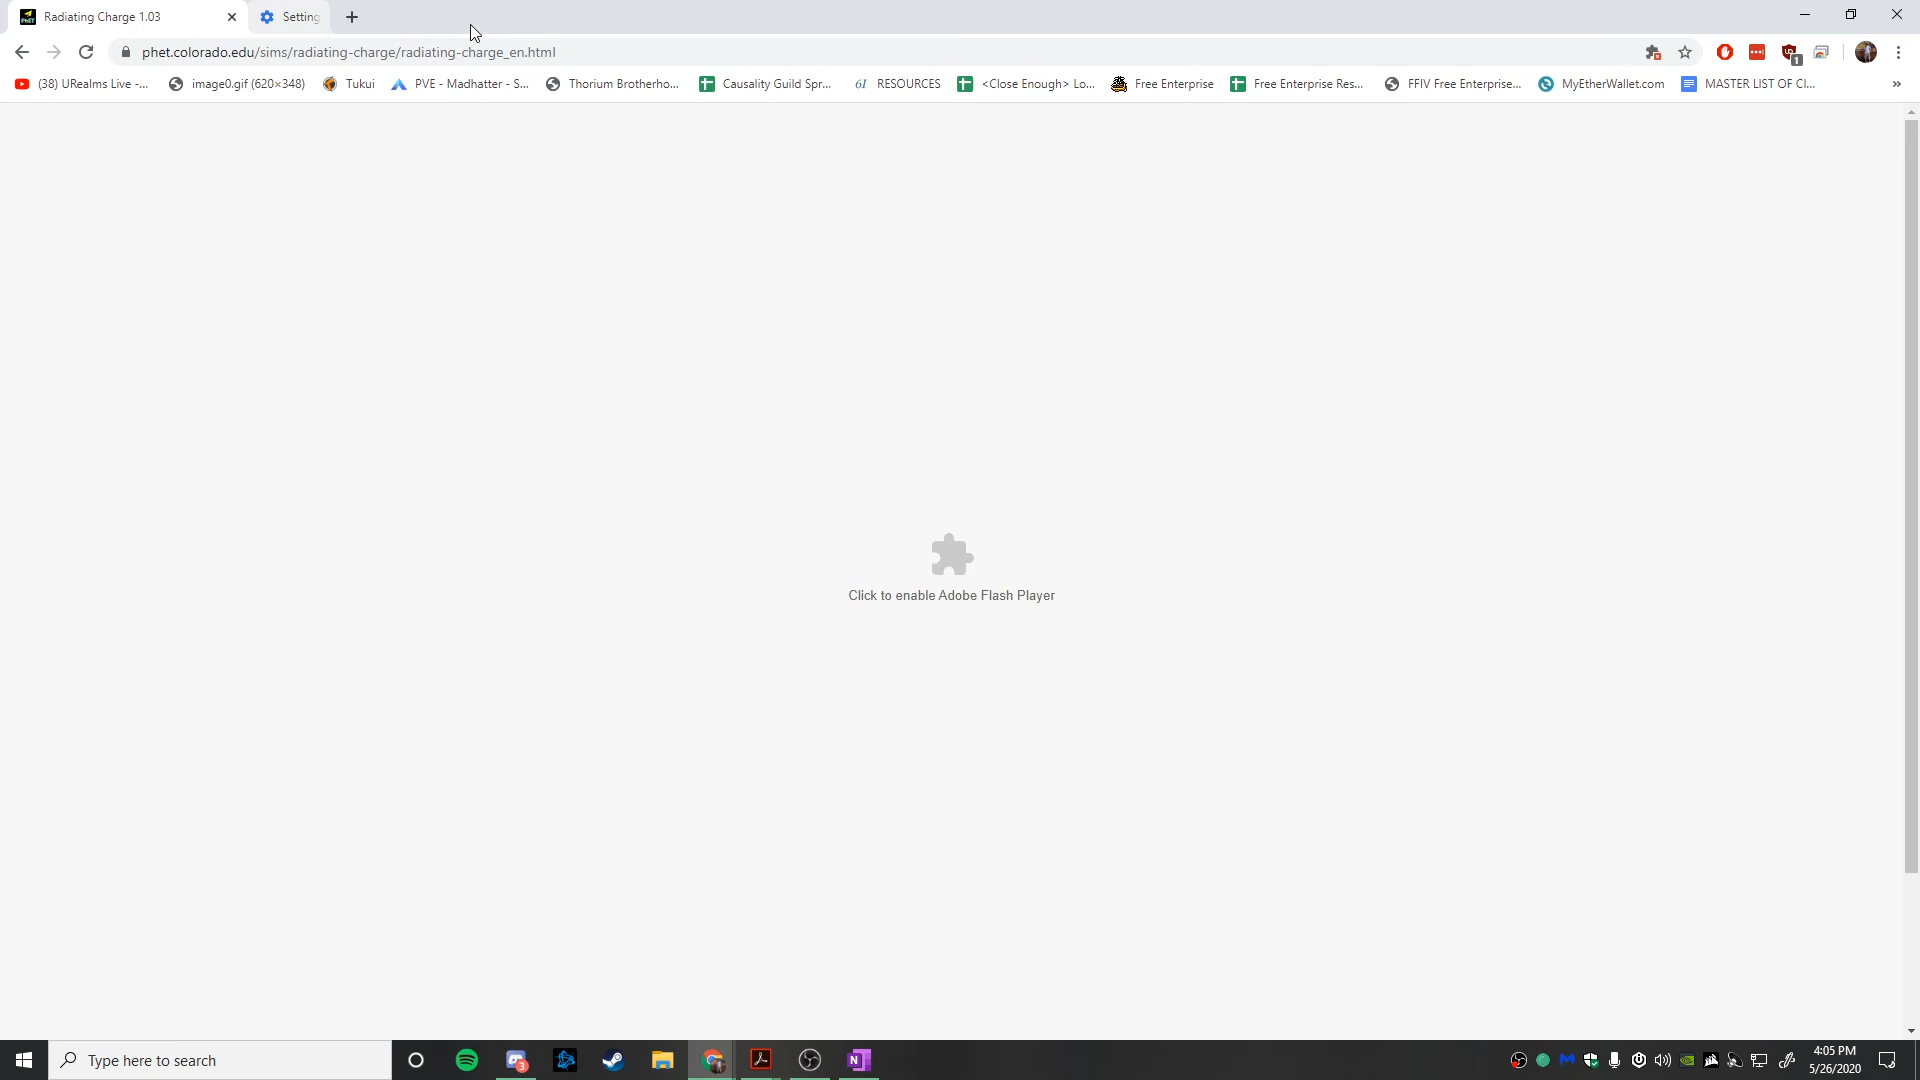 Radiating Charge 1.03
Setting
phet.colorado.edu/sims/radiating-charge/radiating-charge_en.html
1
(38) URealms Live -...
image0.gif (620×348)
Tukui
PVE - Madhatter - S...
Thorium Brotherho...
Causality Guild Spr...
61 RESOURCES
<Close Enough> Lo...
Free Enterprise
Free Enterprise Res...
FFIV Free Enterprise...
MyEtherWallet.com
MASTER LIST OF Cl...
»
Click to enable Adobe Flash Player
Type here to search
3
N
4:05 PM
5/26/2020